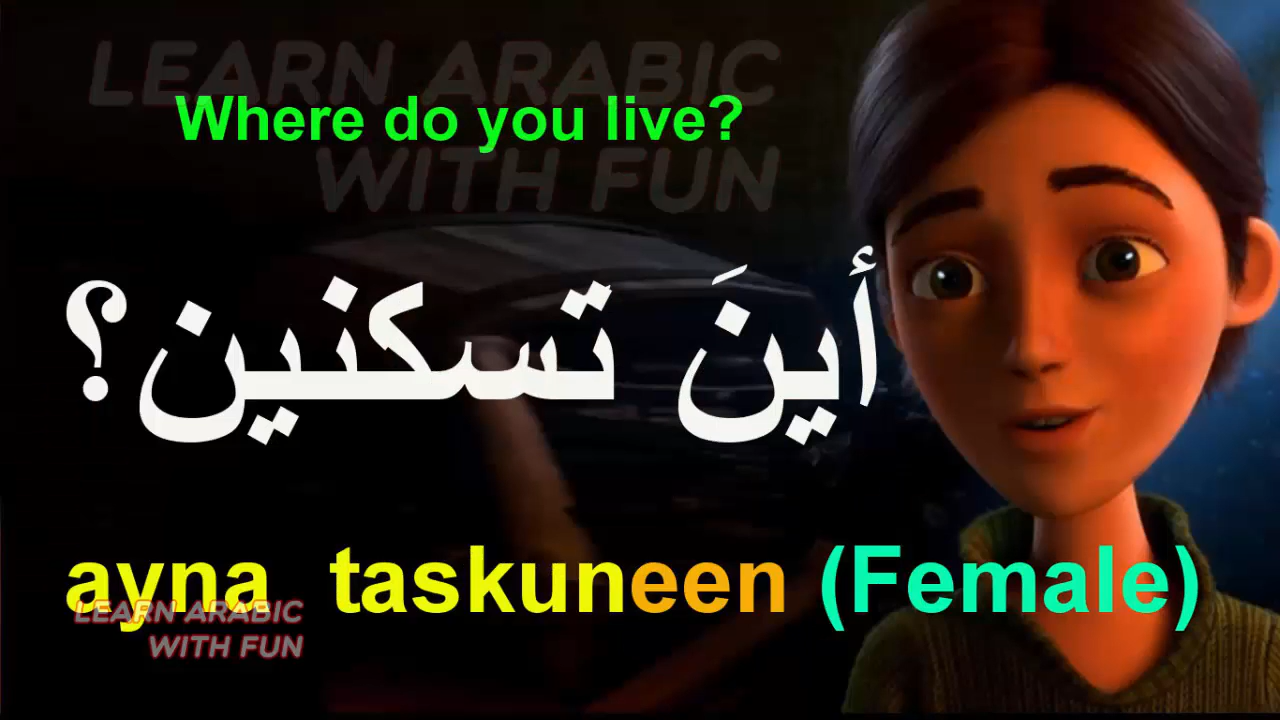 LEARN ARABIC
Where do you live?
WITH FUN
أينَ تسكنين؟
ayna taskuneen (Female)
LEARN ARABIC
WITH FUN